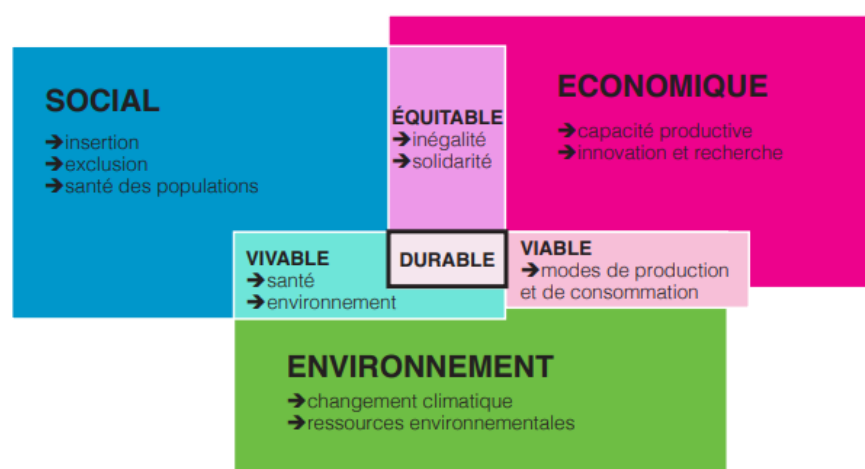 SOCIAL
➔insertion
➔exclusion
➔santé des populations
ÉQUITABLE
➔inégalité
➔solidarité
ECONOMIQUE
➔capacité productive
➔innovation et recherche
VIVABLE
➔santé
➔environnement
DURABLE
VIABLE
➔modes de production
et de consommation
ENVIRONNEMENT
➔changement climatique
➔ressources environnementales